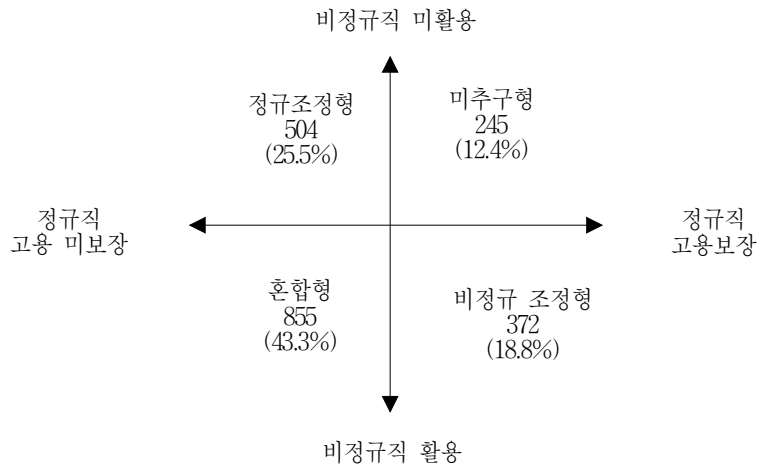 비정규직 미활용
정규조정형
504
(25.5%)
미추구형
245
(12.4%)
정규직
고용 미보장
정규직
고용보장
혼합형
855
(43.3%)
비정규 조정형
372
(18.8%)
비정규직 활용